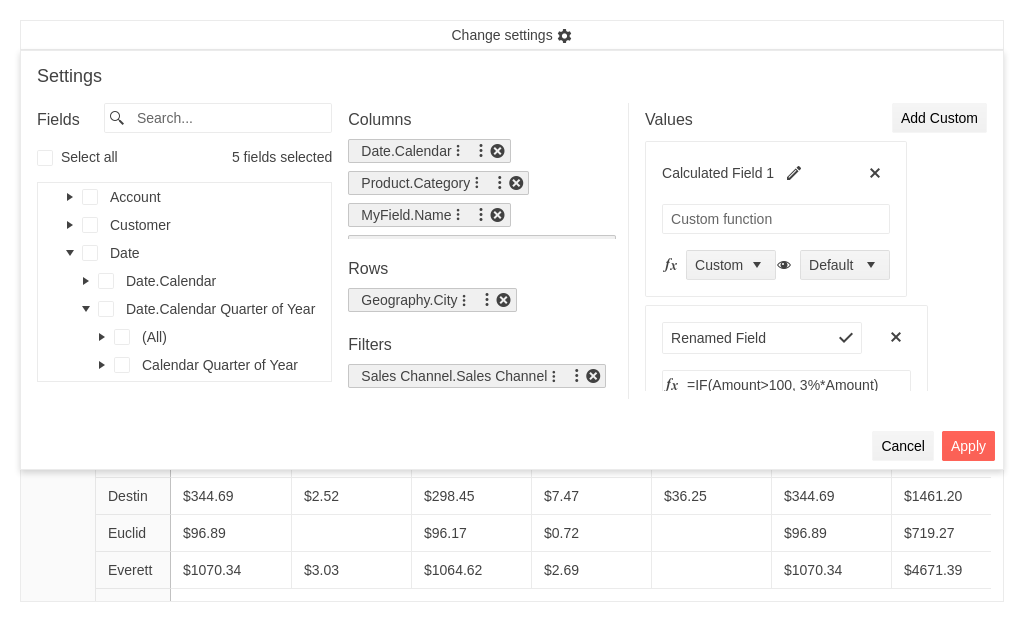 Change settings
Settings
Fields
Search...
Select all
5 fields selected
Account
Customer
Date
Date.Calendar
Date.Calendar Quarter of Year
(All)
Calendar Quarter of Year
Columns
Date.Calendar
Product.Category
MyField.Name
Rows
Geography.City
Filters
Sales Channel.Sales Channel
Values
Add Custom
Calculated Field 1
Custom function
fx Custom Default
Renamed Field
fx =IF(Amount>100, 3%*Amount)
Cancel Apply
Destin $344.69 $2.52 $298.45 $7.47 $36.25 $344.69 $1461.20
Euclid $96.89 $96.17 $0.72 $96.89 $719.27
Everett $1070.34 $3.03 $1064.62 $2.69 $1070.34 $4671.39